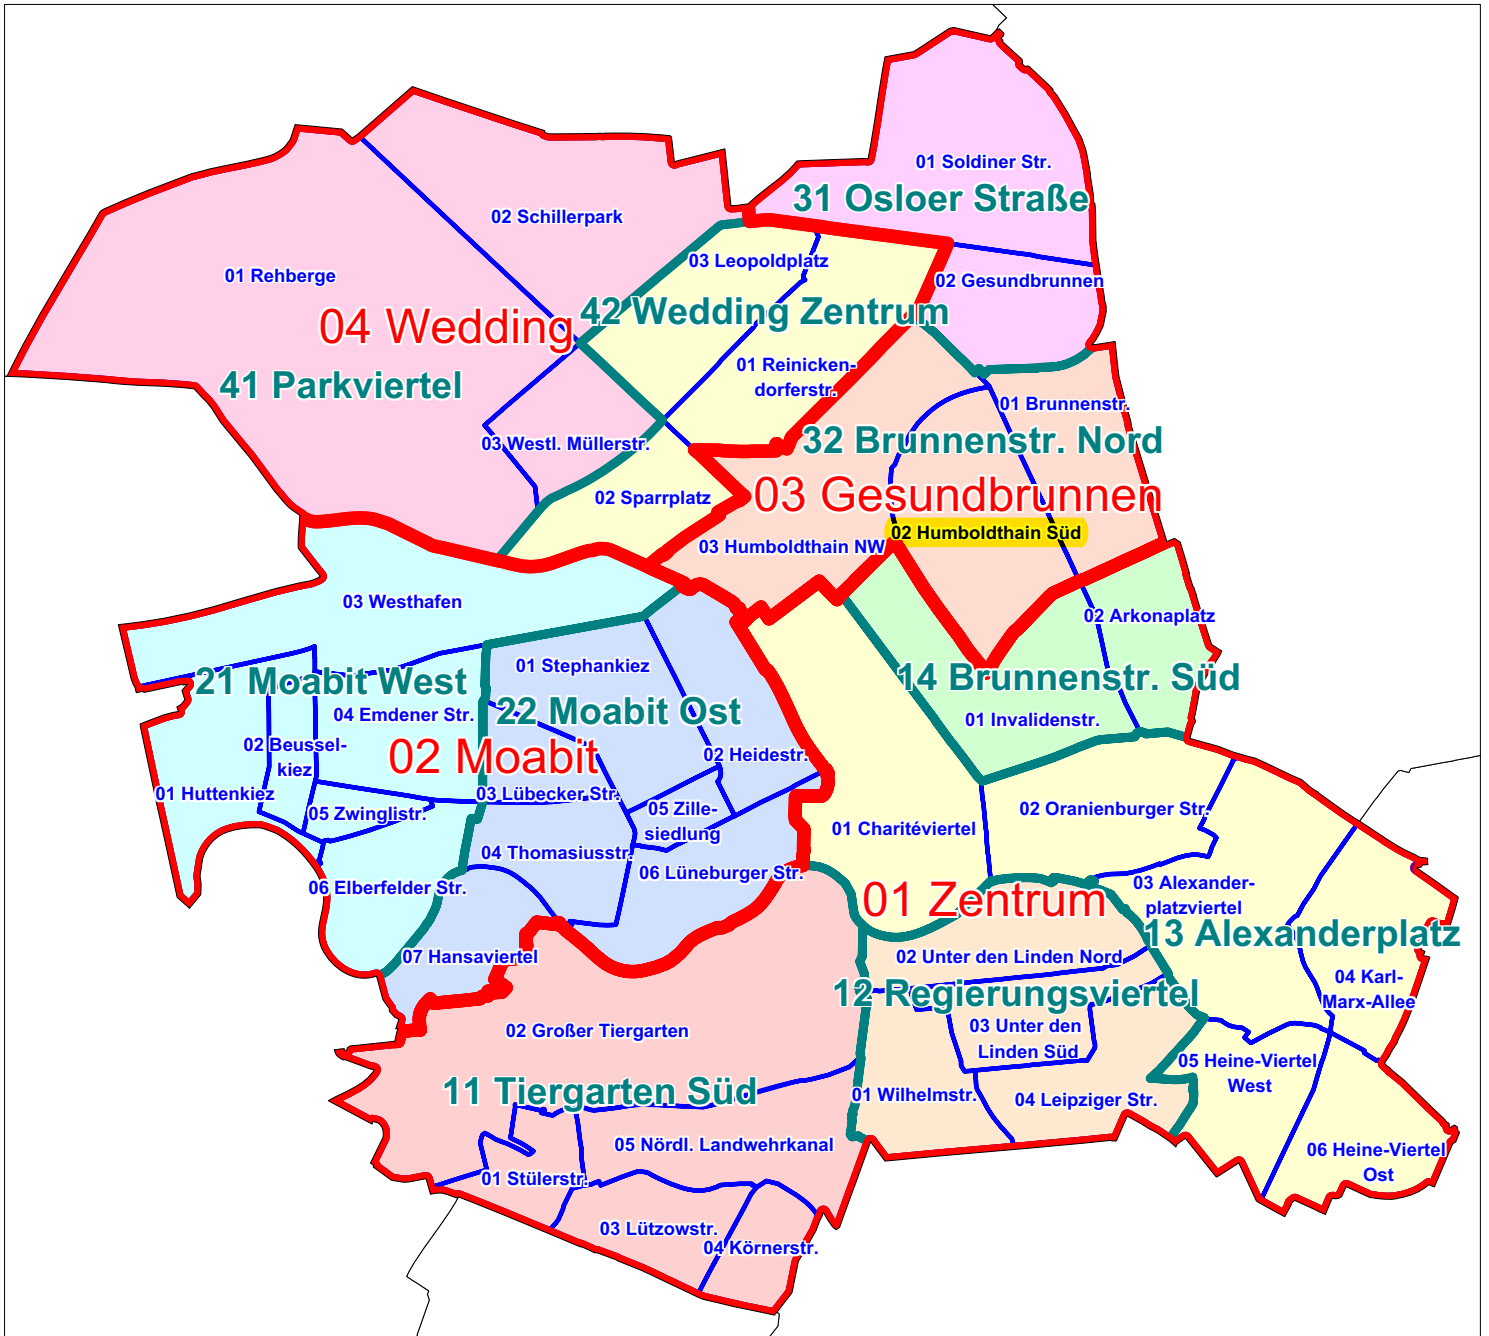 01 Soldiner Str.
31 Osloer Straße
02 Schillerpark
03 Leopoldplatz
01 Rehberge
02 Gesundbrunnen
42 Wedding Zentrum
04 Wedding
01 Reinicken-
dorferstr.
41 Parkviertel
01 Brunnenstr.
03 Westl. Müllerstr.
32 Brunnenstr. Nord
02 Sparrplatz
03 Gesundbrunnen
02 Humboldthain Süd
03 Humboldthain NW
03 Westhafen
02 Arkonaplatz
01 Stephankiez
21 Moabit West
14 Brunnenstr. Süd
04 Emdener Str.
22 Moabit Ost
01 Invalidenstr.
02 Beussel-
kiez
02 Moabit
02 Heidestr.
01 Huttenkiez
03 Lübecker Str.
05 Zwinglistr.
05 Zille-
siedlung
02 Oranienburger Str.
01 Charitéviertel
04 Thomasiusstr.
06 Lüneburger Str.
06 Elberfelder Str.
03 Alexander-
platzviertel
01 Zentrum
13 Alexanderplatz
07 Hansaviertel
02 Unter den Linden Nord
12 Regierungsviertel
04 Karl-
Marx-Allee
02 Großer Tiergarten
03 Unter den
Linden Süd
05 Heine-Viertel
West
11 Tiergarten Süd
01 Wilhelmstr.
04 Leipziger Str.
05 Nördl. Landwehrkanal
06 Heine-Viertel
Ost
01 Stülerstr.
03 Lützowstr.
04 Körnerstr.